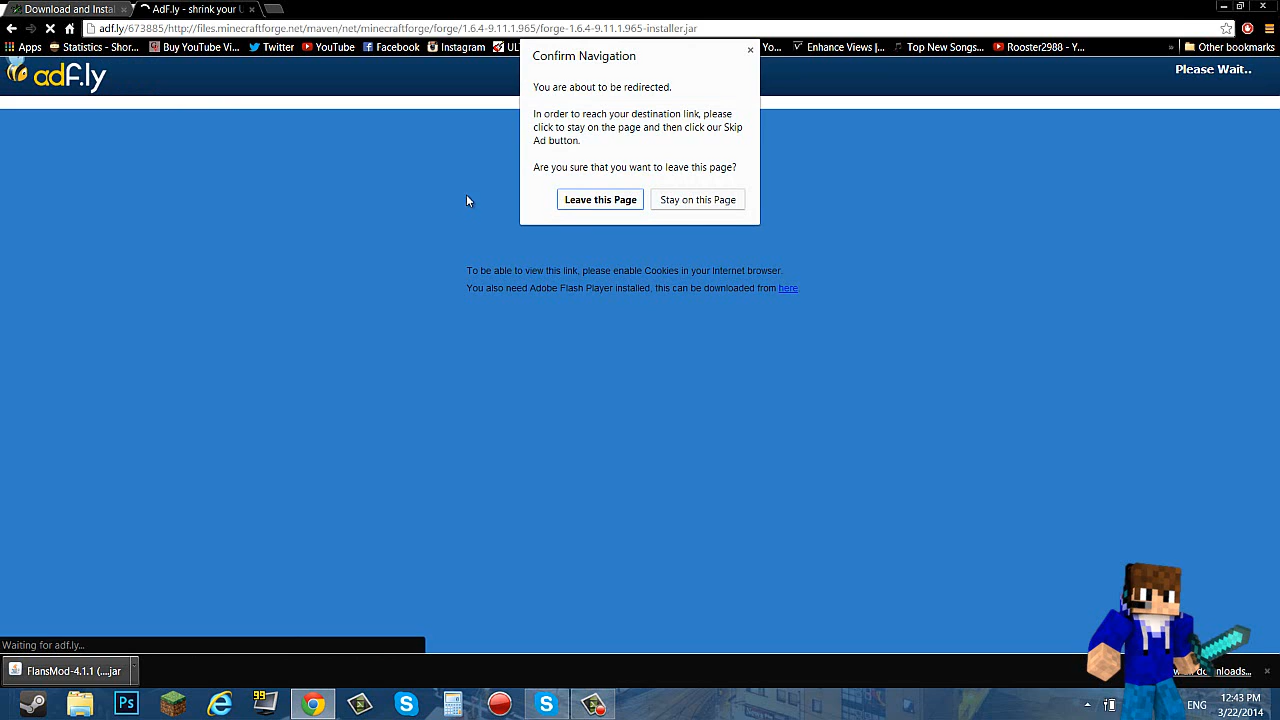 Download and Instal
AdF.ly - shrink your U
adf.ly/673885/http://files.minecraftforge.net/maven/net/minecraftforge/forge/1.6.4-9.11.1.965/forge-1.6.4-9.11.1.965-installer.jar
Apps
Statistics - Shor...
Buy YouTube Vi...
Twitter
YouTube
Facebook
Instagram
UL
Yo...
Enhance Views |...
Top New Songs...
Rooster2988 - Y...
»
Other bookmarks
adf.ly
Please Wait..
Confirm Navigation
You are about to be redirected.
In order to reach your destination link, please
click to stay on the page and then click our Skip
Ad button.
Are you sure that you want to leave this page?
Leave this Page
Stay on this Page
To be able to view this link, please enable Cookies in your Internet browser.
You also need Adobe Flash Player installed, this can be downloaded from here.
Waiting for adf.ly...
FlansMod-4.1.1 (....jar
downloads...
Ps
99
ENG
12:43 PM
3/22/2014